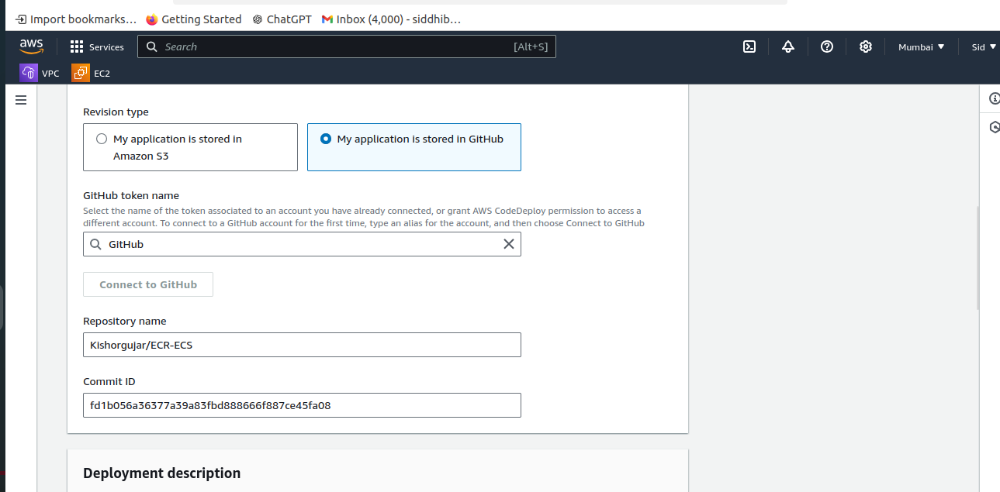 Import bookmarks... Getting Started ChatGPT Inbox (4,000) - siddhib...
aws Services Search [Alt+S] Mumbai Sid
VPC EC2
Revision type
My application is stored in
Amazon S3
My application is stored in GitHub
GitHub token name
Select the name of the token associated to an account you have already connected, or grant AWS CodeDeploy permission to access a
different account. To connect to a GitHub account for the first time, type an alias for the account, and then choose Connect to GitHub
GitHub
Connect to GitHub
Repository name
Kishorgujar/ECR-ECS
Commit ID
fd1b056a36377a39a83fbd888666f887ce45fa08
Deployment description